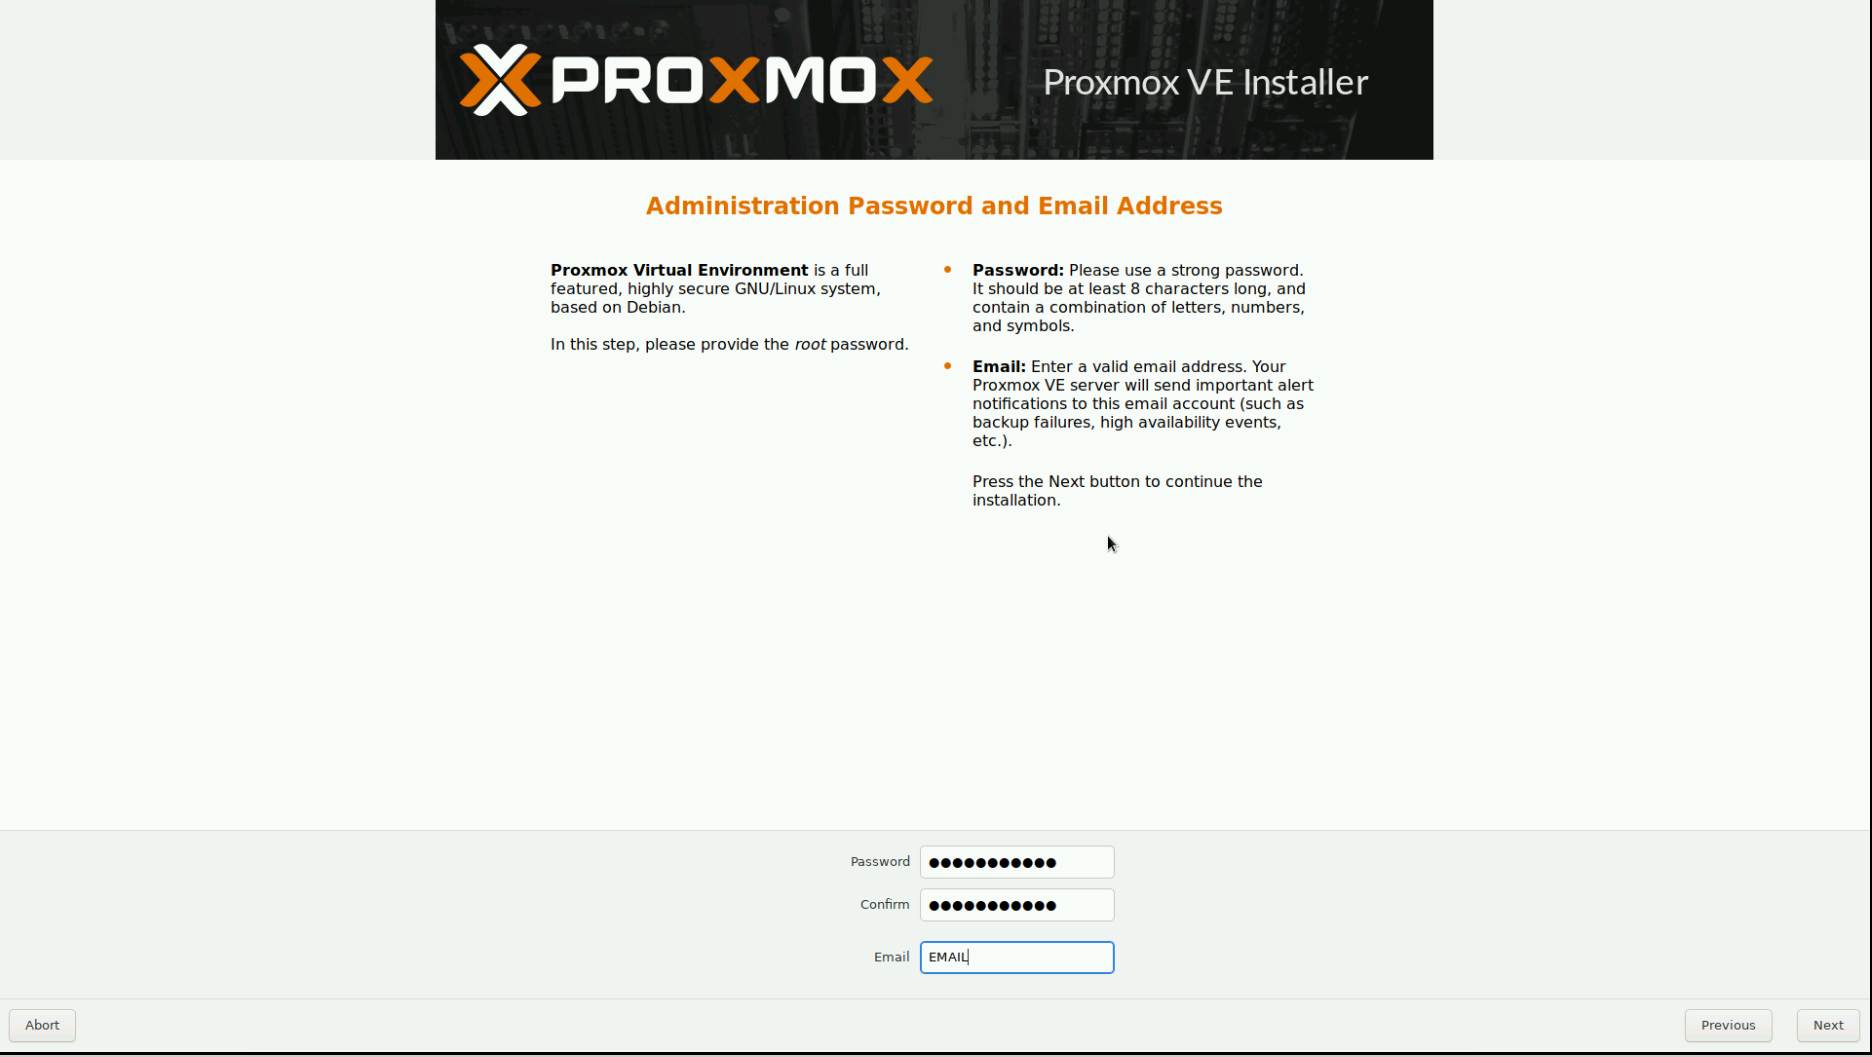 PROXMOX
Proxmox VE Installer
Administration Password and Email Address
Proxmox Virtual Environment is a full
featured, highly secure GNU/Linux system,
based on Debian.
In this step, please provide the root password.
• Password: Please use a strong password.
It should be at least 8 characters long, and
contain a combination of letters, numbers,
and symbols.
• Email: Enter a valid email address. Your
Proxmox VE server will send important alert
notifications to this email account (such as
backup failures, high availability events,
etc.).
Press the Next button to continue the
installation.
Password ●●●●●●●●●●●
Confirm ●●●●●●●●●●●
Email EMAIL
Abort Previous Next